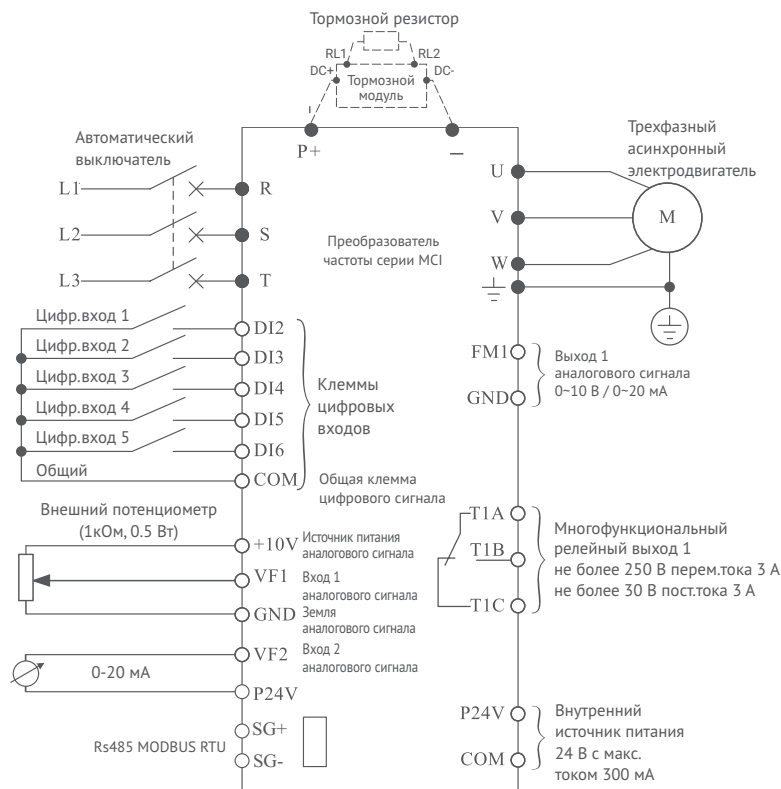 Тормозной резистор
RL1
RL2
DC+
DC-
Тормозной
модуль
P+
–
Автоматический
выключатель
L1
R
L2
S
L3
T
Преобразователь
частоты серии MCI
Трехфазный
асинхронный
электродвигатель
U
V
W
M
Цифр.вход 1
DI2
Цифр.вход 2
DI3
Цифр.вход 3
DI4
Цифр.вход 4
DI5
Цифр.вход 5
DI6
Общий
COM
Клеммы
цифровых
входов
Общая клемма
цифрового сигнала
FM1
GND
Выход 1
аналогового сигнала
0~10 В / 0~20 мА
Внешний потенциометр
(1кОм, 0.5 Вт)
+10V
Источник питания
аналогового сигнала
VF1
Вход 1
аналогового сигнала
GND
Земля
аналогового сигнала
VF2
Вход 2
аналогового сигнала
0-20 мА
P24V
T1A
T1B
T1C
Многофункциональный
релейный выход 1
не более 250 В перем.тока 3 А
не более 30 В пост.тока 3 А
Rs485 MODBUS RTU
SG+
SG-
P24V
COM
Внутренний
источник питания
24 В с макс.
током 300 мА